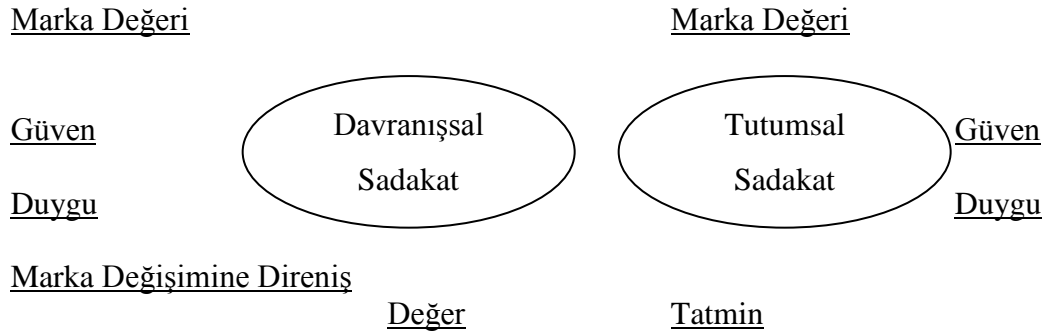 Marka Değeri Marka Değeri
Güven Davranışsal Sadakat Tutumsal Sadakat Güven
Duygu Duygu
Marka Değişimine Direniş
Değer Tatmin